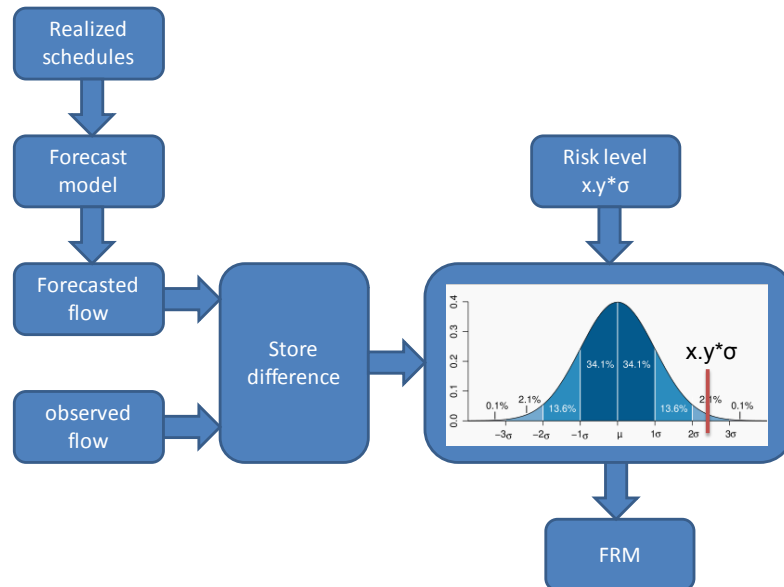 Realized
schedules
Forecast
model
Risk level
x.y*σ
Forecasted
flow
Store
difference
observed
flow
x.y*σ
0.4
0.3
0.2
0.1
0.0
34.1% 34.1%
0.1% 2.1% 13.6% 13.6% 2.1% 0.1%
−3σ −2σ −1σ μ 1σ 2σ 3σ
FRM